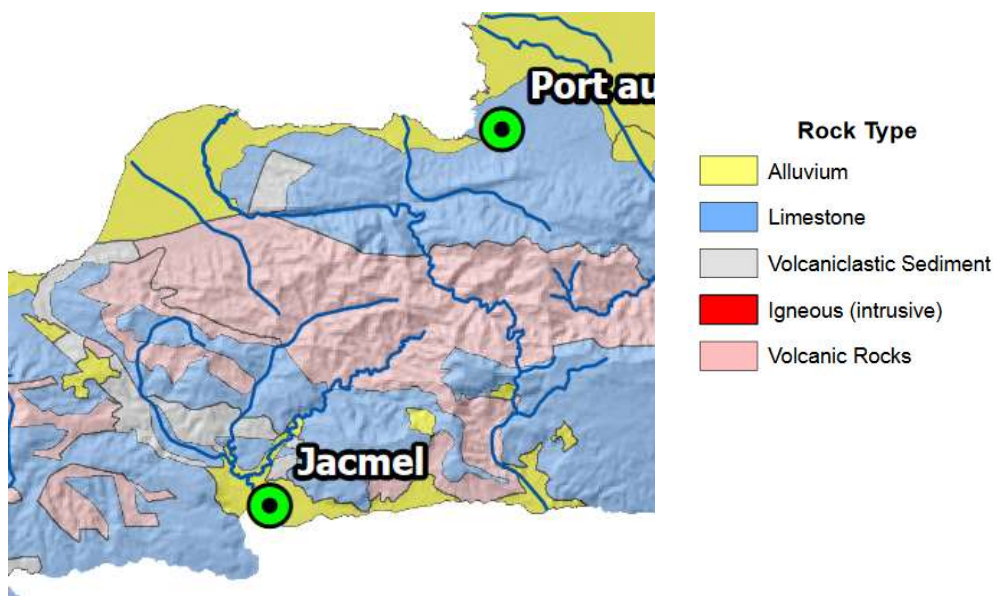 Port au
Jacmel
Rock Type
Alluvium
Limestone
Volcaniclastic Sediment
Igneous (intrusive)
Volcanic Rocks